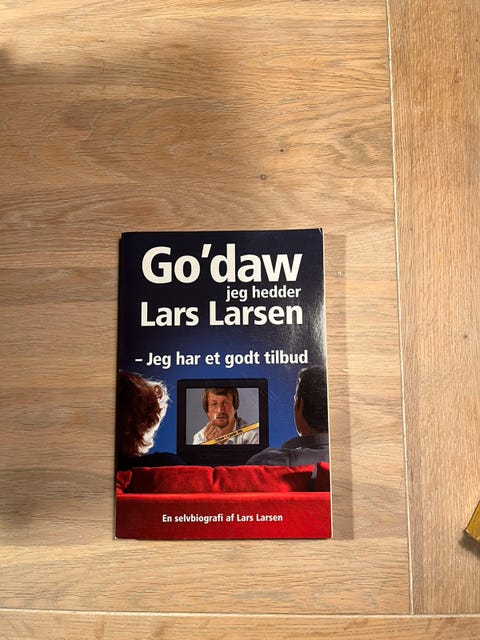 Go'daw
jeg hedder
Lars Larsen
– Jeg har et godt tilbud
En selvbiografi af Lars Larsen